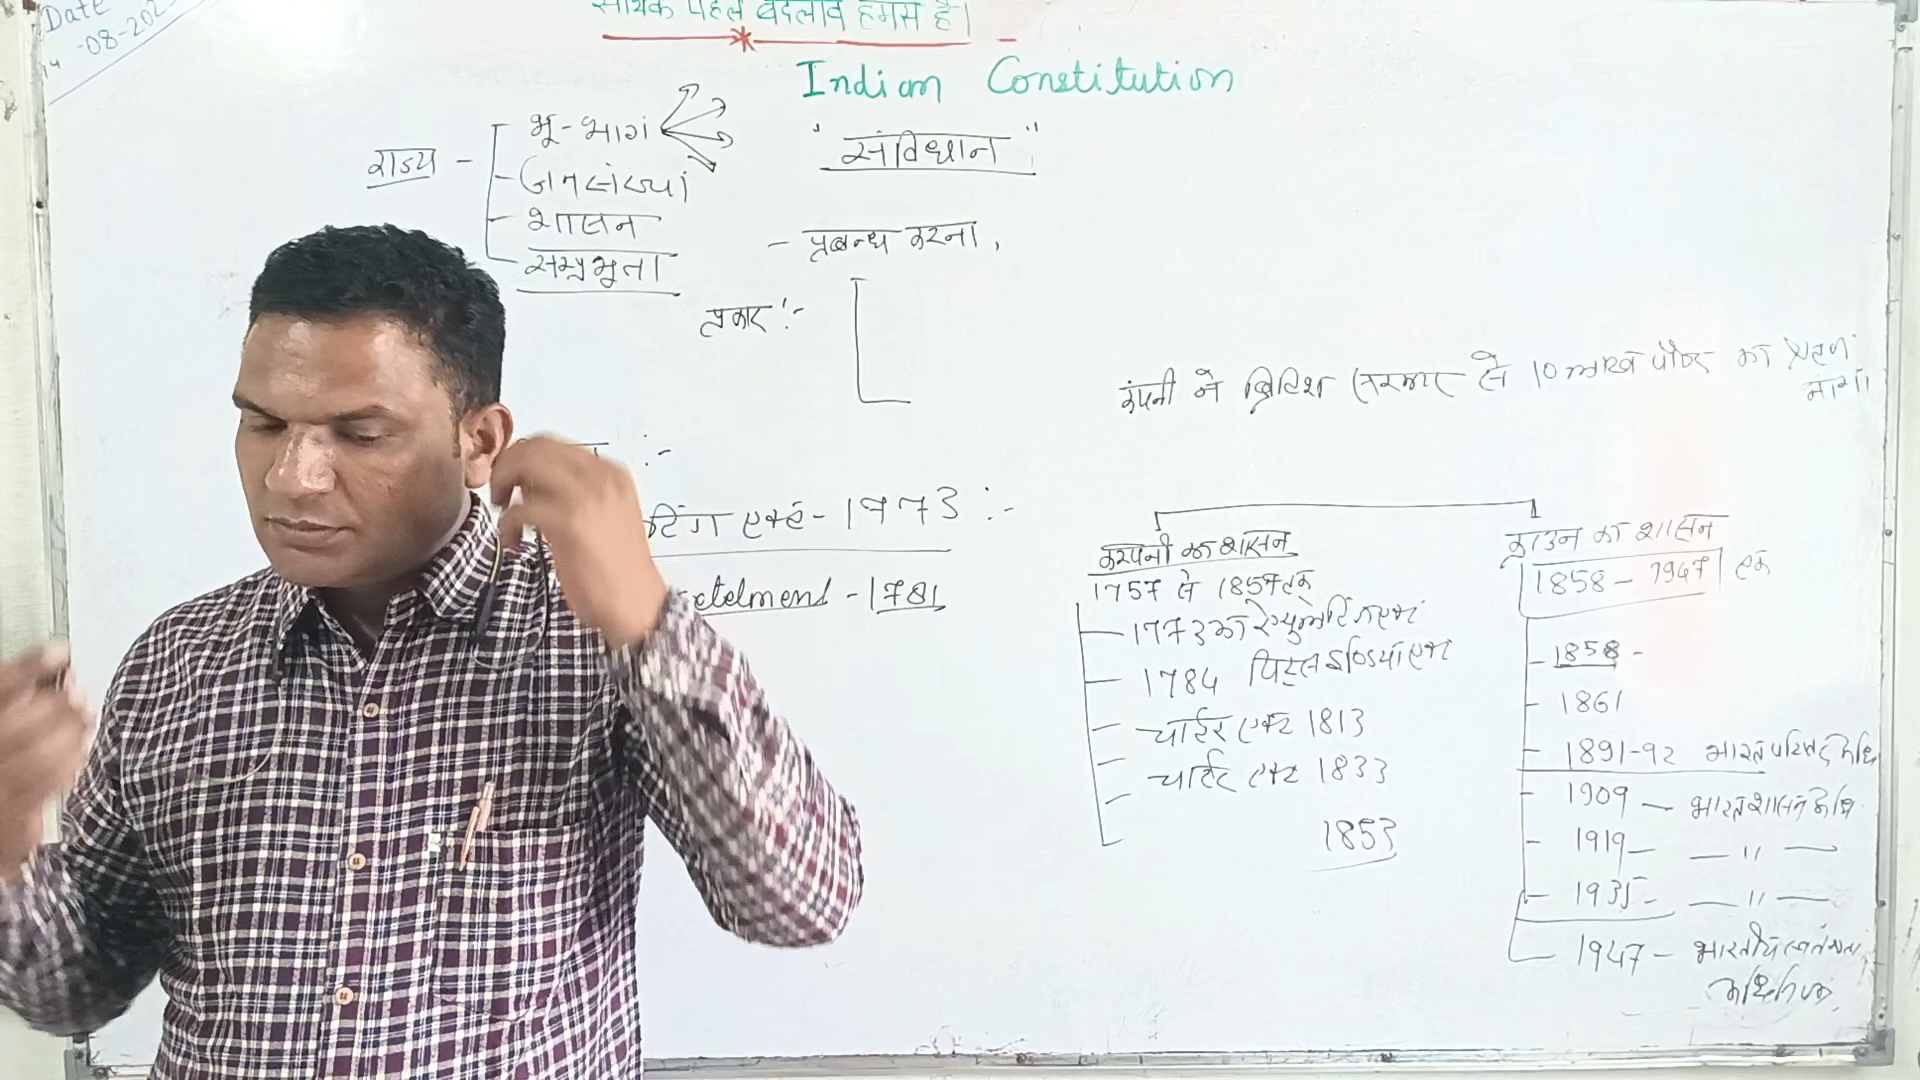 Date
-08-202
सार्थक पहल बदलाव हमसे है।
Indian Constitution
राज्य -
भू-भाग
जनसंख्या
शासन
सम्प्रभुता
"संविधान"
- प्रबन्ध करना,
प्रकार :-
कंपनी ने ब्रिटिश सरकार से 10 लाख पौण्ड का
मांगा
:-
टिंग एक्ट - 1773 :-
- 1781
कम्पनी का शासन
1757 से 1857 तक
1773 का रेग्युलेटिंग एक्ट
1784 पिट्स इण्डिया एक्ट
चार्टर एक्ट 1813
चार्टर एक्ट 1833
1853
क्राउन का शासन
1858 - 1947 तक
1858 -
1861
1891-92 भारत परिषद अधि
1909 - भारत शासन अधि
1919 - — " —
1935 - — " —
1947 - भारतीय स्वतंत्रता
अधिनियम